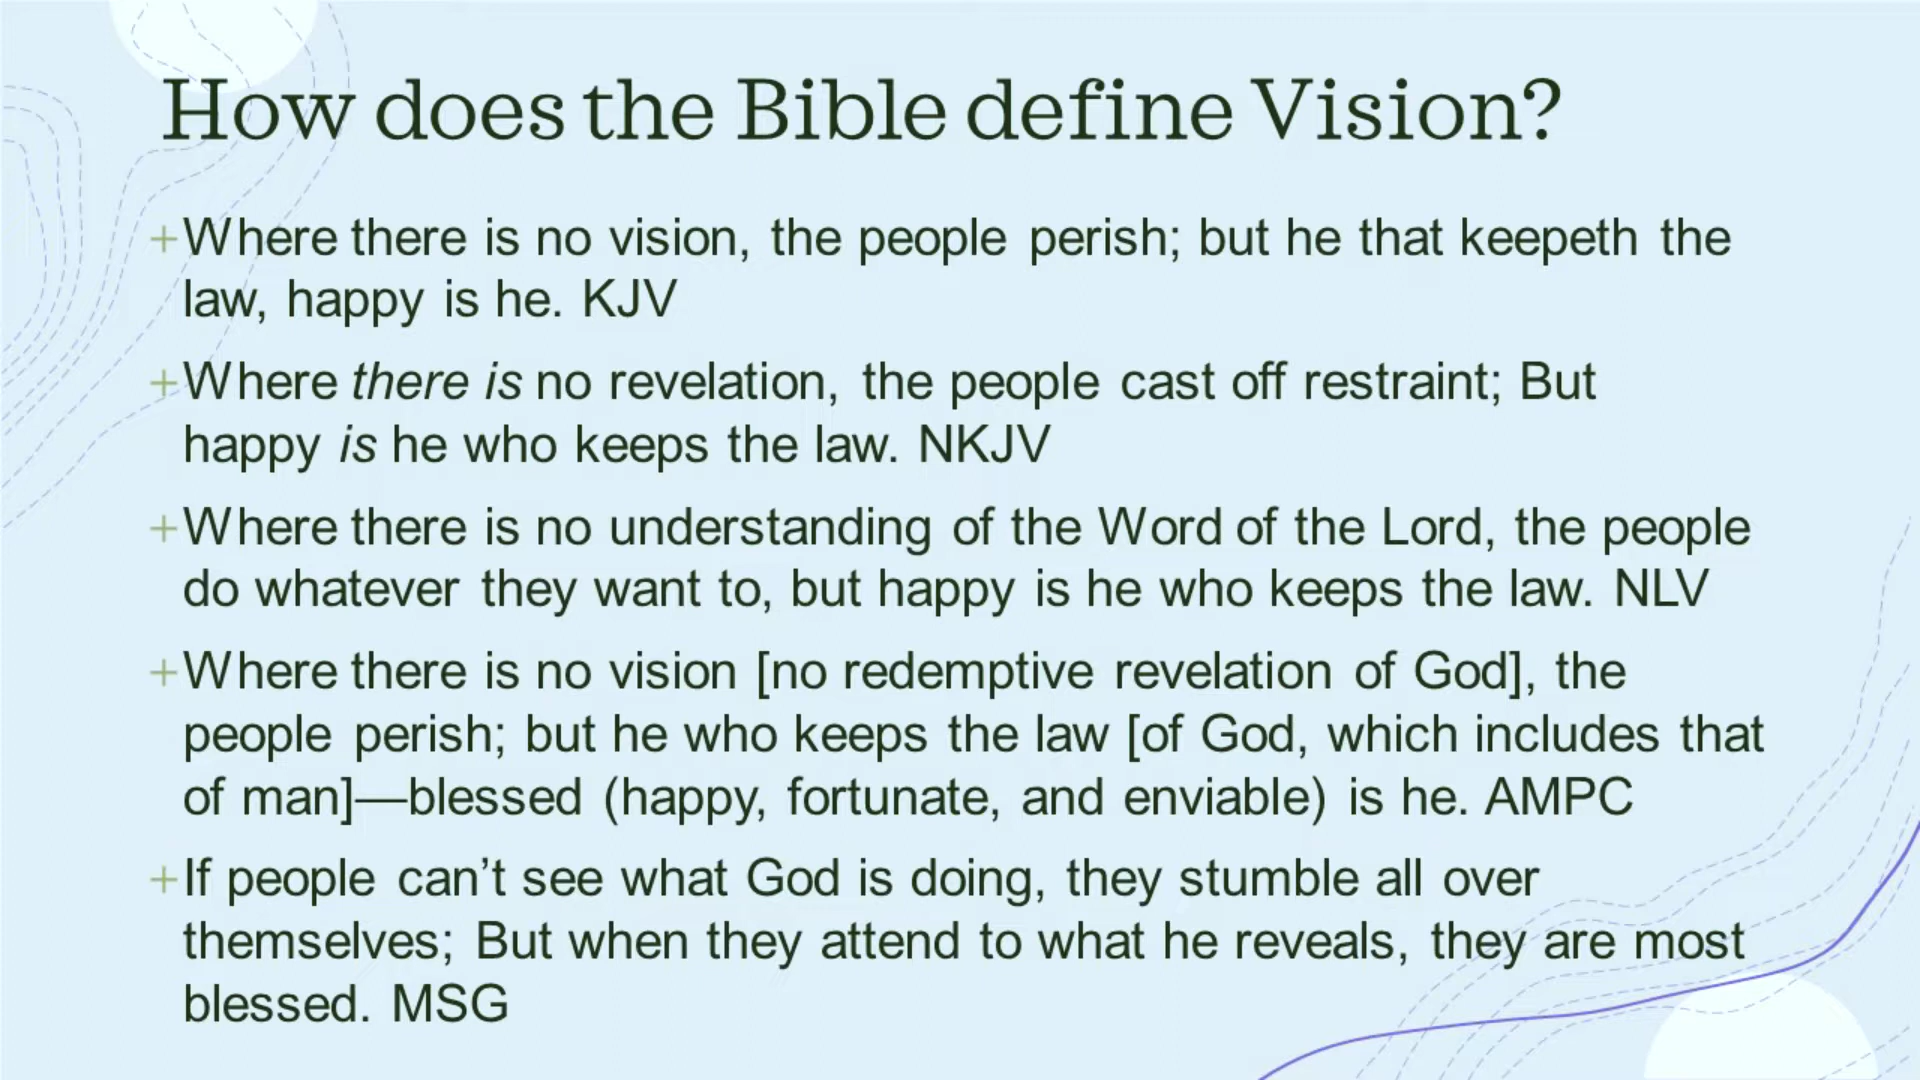 How does the Bible define Vision?
+Where there is no vision, the people perish; but he that keepeth the
law, happy is he. KJV
+Where there is no revelation, the people cast off restraint; But
happy is he who keeps the law. NKJV
+Where there is no understanding of the Word of the Lord, the people
do whatever they want to, but happy is he who keeps the law. NLV
+Where there is no vision [no redemptive revelation of God], the
people perish; but he who keeps the law [of God, which includes that
of man]—blessed (happy, fortunate, and enviable) is he. AMPC
+If people can’t see what God is doing, they stumble all over
themselves; But when they attend to what he reveals, they are most
blessed. MSG